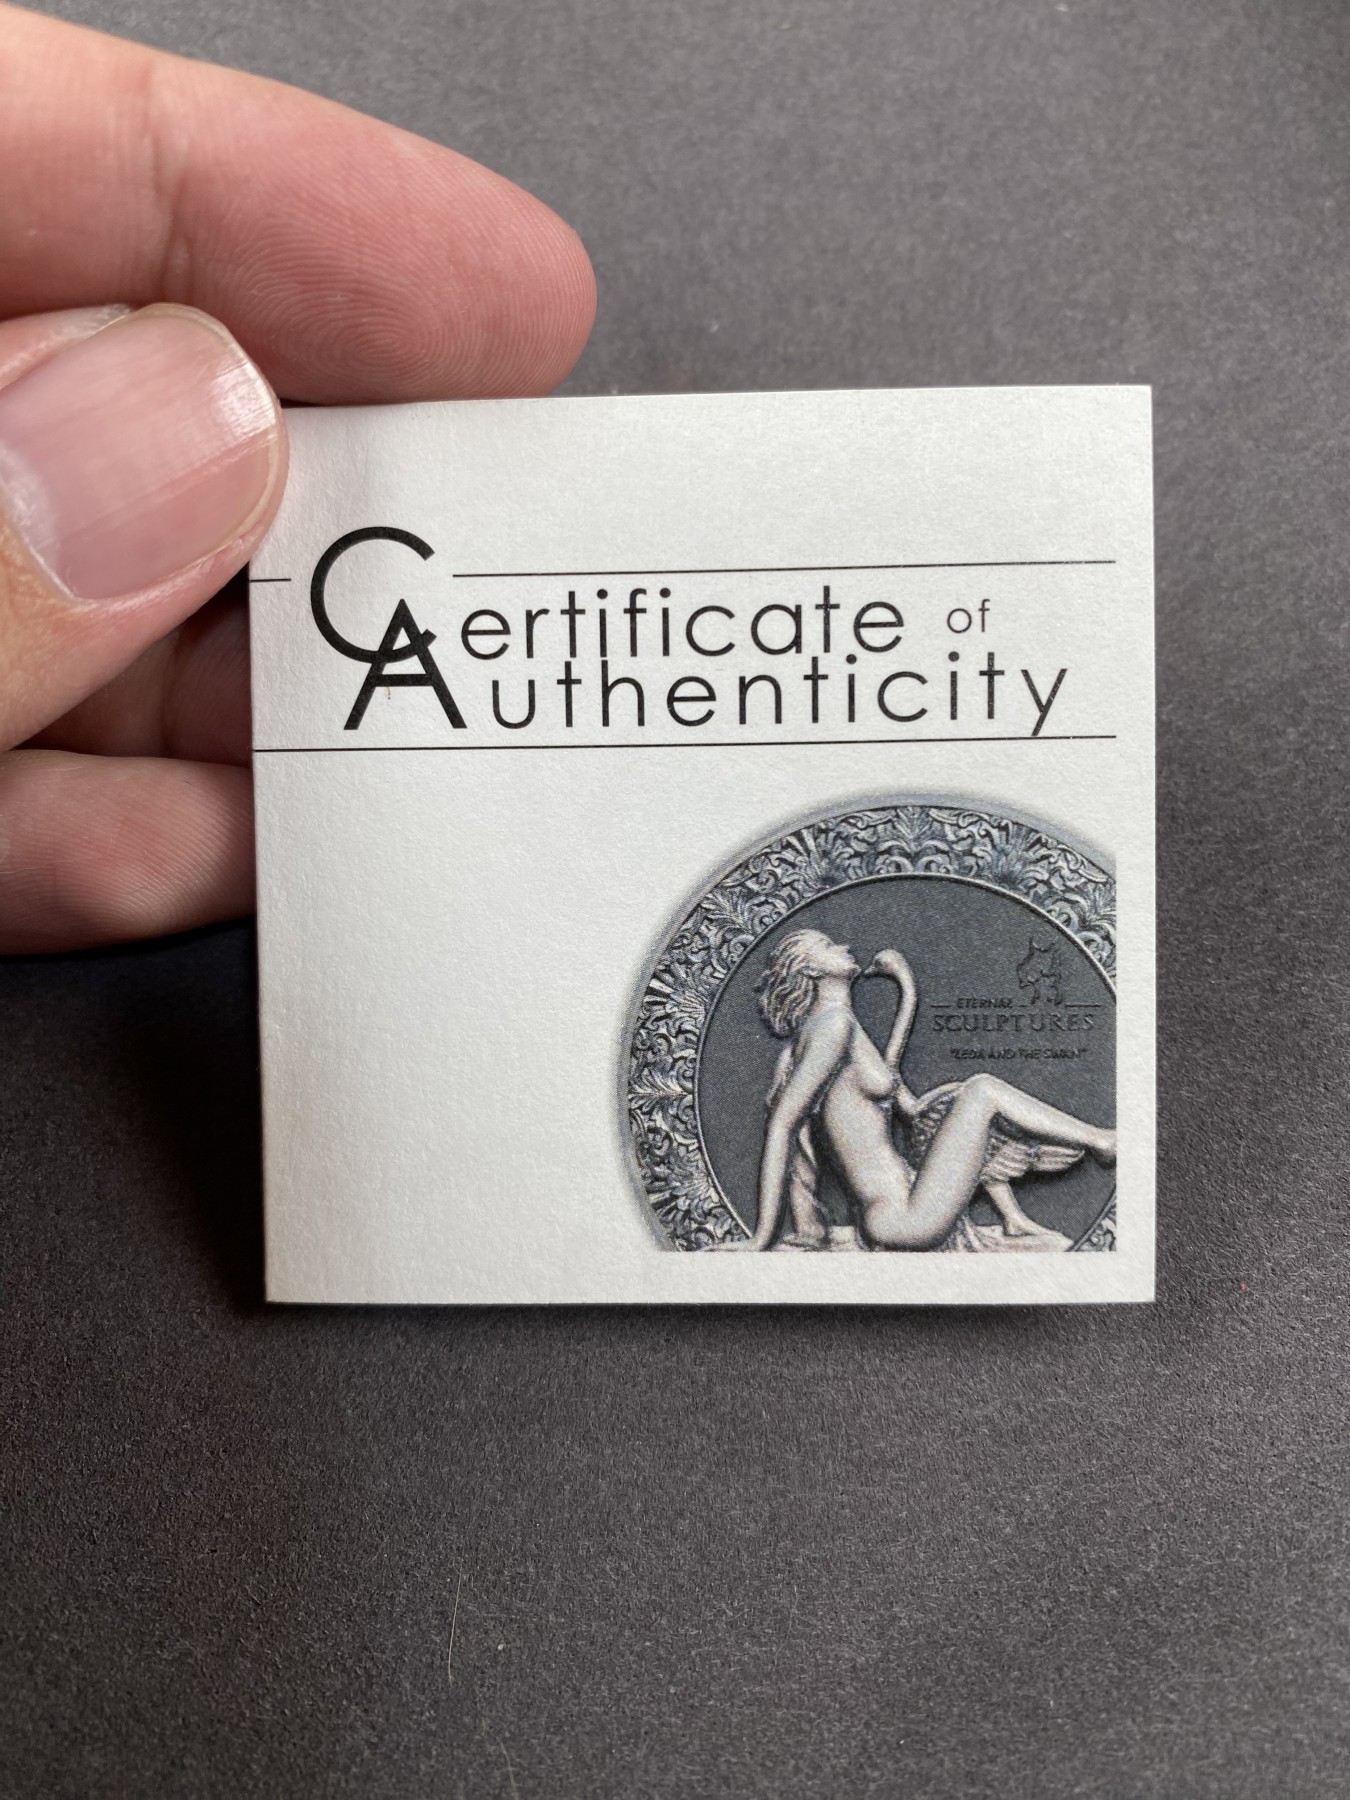 Certificate of
Authenticity
ETERNAL
SCULPTURES
"LEDA AND THE SWAN"